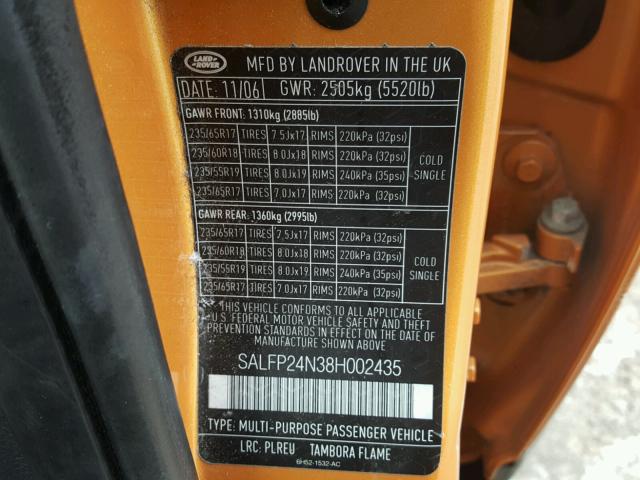 LAND ROVER
MFD BY LANDROVER IN THE UK
DATE: 11/06 GWR: 2505kg (5520lb)
GAWR FRONT: 1310kg (2885lb)
235/65R17 TIRES 7.5Jx17 RIMS 220kPa (32psi)
235/60R18 TIRES 8.0Jx18 RIMS 220kPa (32psi)
235/55R19 TIRES 8.0Jx19 RIMS 240kPa (35psi)
235/65R17 TIRES 7.0Jx17 RIMS 220kPa (32psi)
COLD
SINGLE
GAWR REAR: 1360kg (2995lb)
235/65R17 TIRES 7.5Jx17 RIMS 220kPa (32psi)
235/60R18 TIRES 8.0Jx18 RIMS 220kPa (32psi)
235/55R19 TIRES 8.0Jx19 RIMS 240kPa (35psi)
235/65R17 TIRES 7.0Jx17 RIMS 220kPa (32psi)
COLD
SINGLE
THIS VEHICLE CONFORMS TO ALL APPLICABLE
U S FEDERAL MOTOR VEHICLE SAFETY AND THEFT
PREVENTION STANDARDS IN EFFECT ON THE DATE
OF MANUFACTURE SHOWN ABOVE
SALFP24N38H002435
TYPE: MULTI-PURPOSE PASSENGER VEHICLE
LRC: PLREU TAMBORA FLAME
6H52-1532-AC